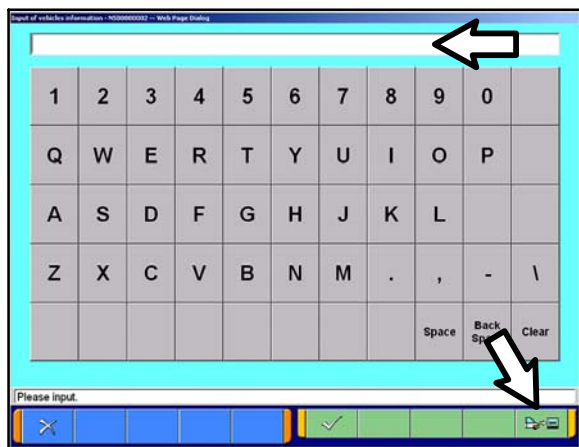 Input of vehicles information - NS00000002 -- Web Page Dialog
1 2 3 4 5 6 7 8 9 0
Q W E R T Y U I O P
A S D F G H J K L
Z X C V B N M . , - \
Space Back Clear
Please input.